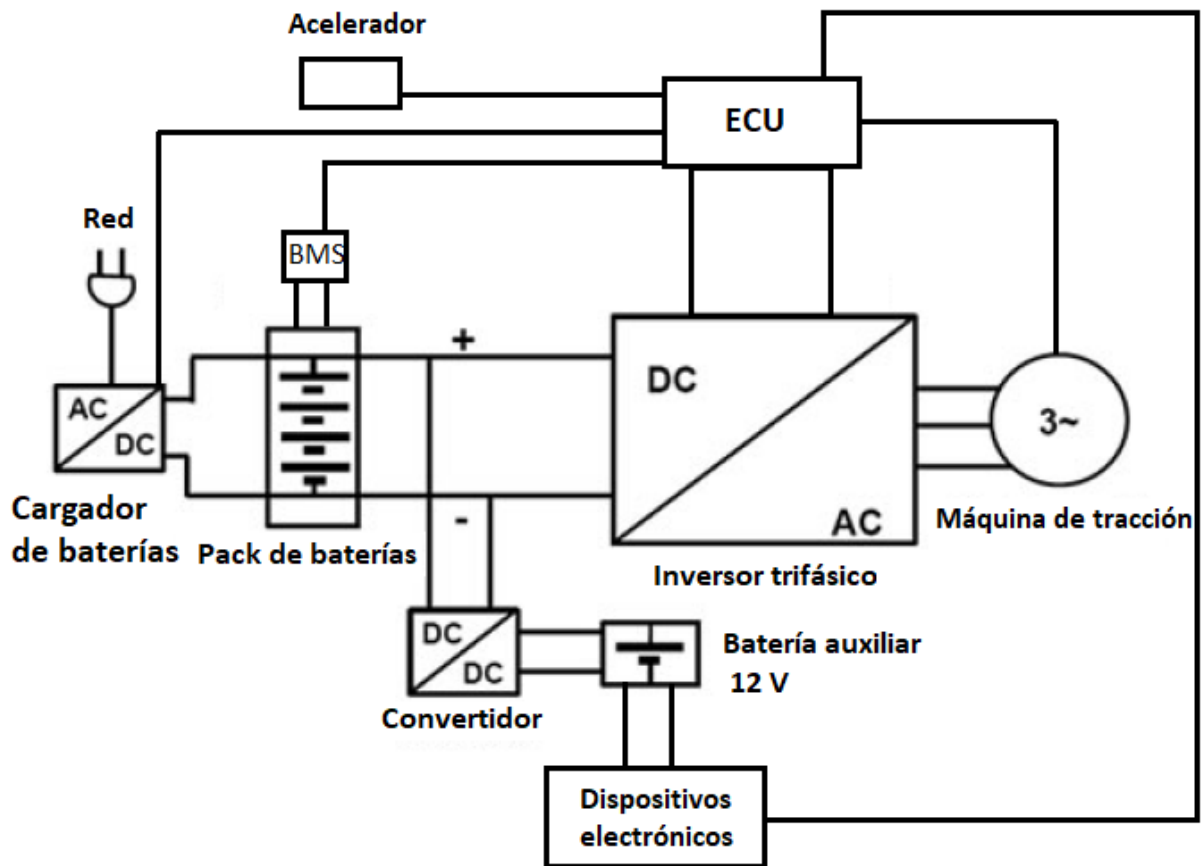 Acelerador
ECU
Red
BMS
+
DC
AC
DC
3~
Cargador
de baterías
Pack de baterías
-
AC
Máquina de tracción
Inversor trifásico
DC
DC
Batería auxiliar
12 V
Convertidor
Dispositivos
electrónicos